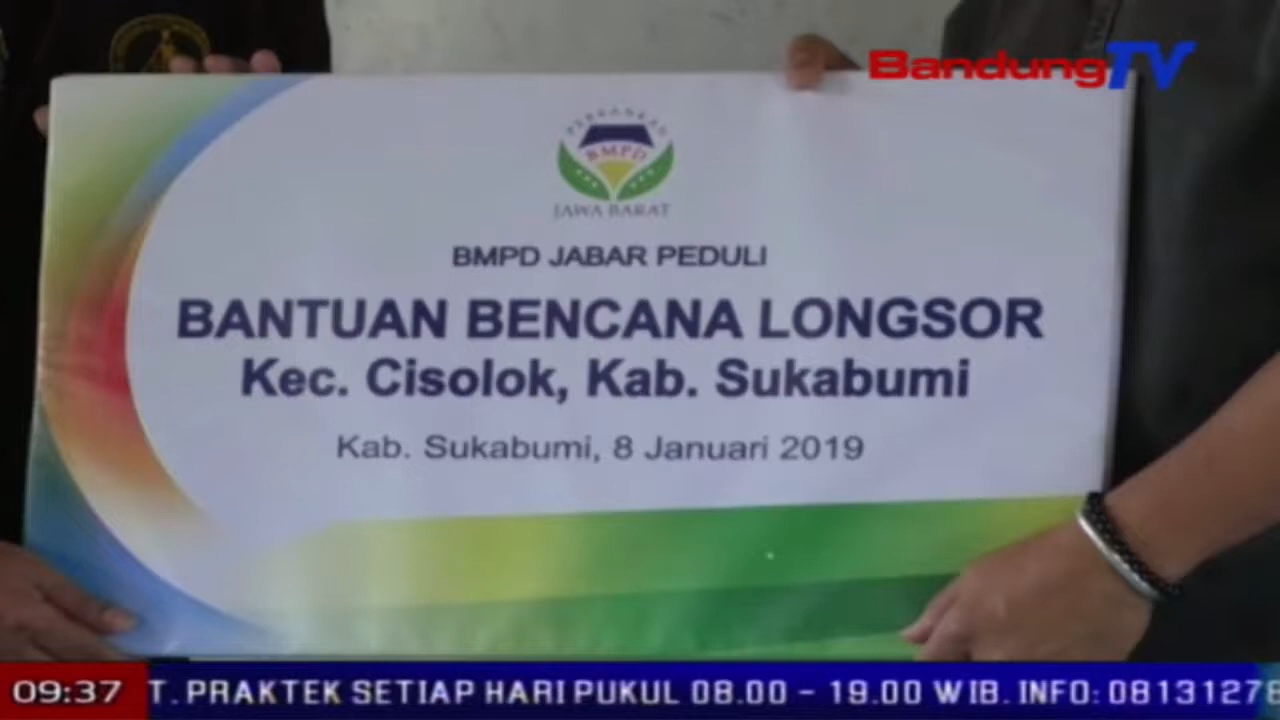 BandungTV
PERBANKAN
BMPD
JAWA BARAT
BMPD JABAR PEDULI
BANTUAN BENCANA LONGSOR
Kec. Cisolok, Kab. Sukabumi
Kab. Sukabumi, 8 Januari 2019
09:37 T. PRAKTEK SETIAP HARI PUKUL 08.00 - 19.00 WIB. INFO: 08131278